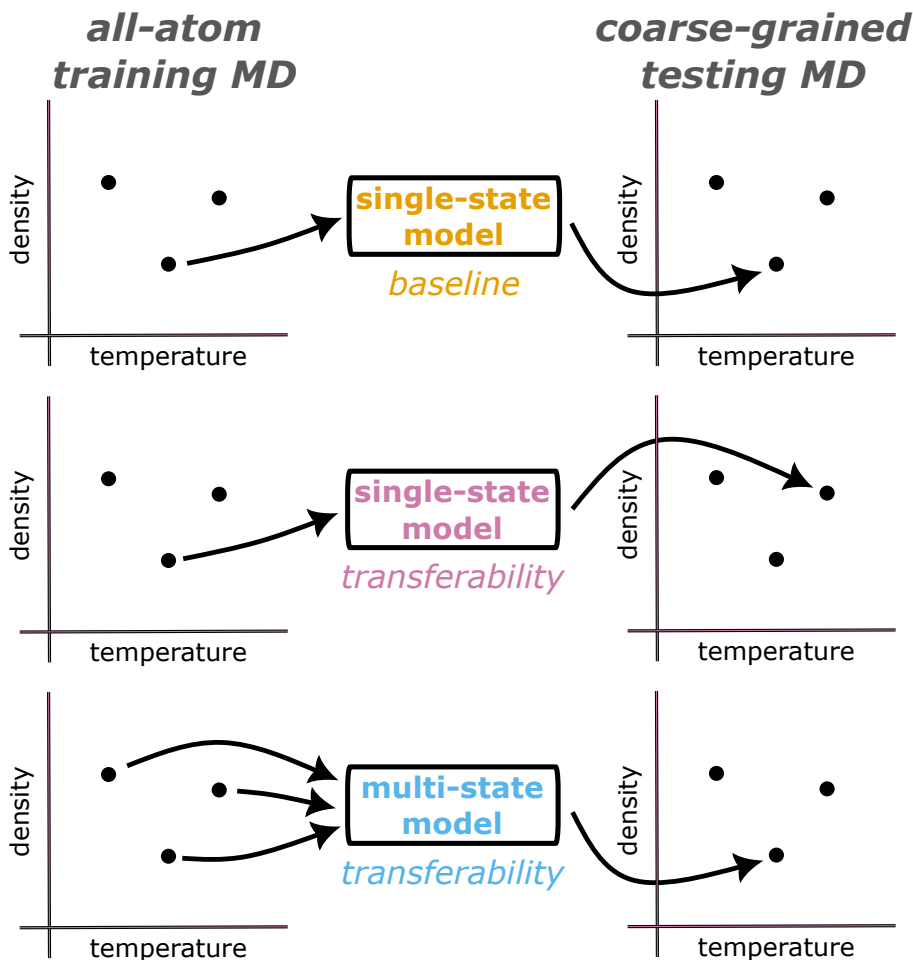 all-atom
training MD
coarse-grained
testing MD
density
temperature
single-state
model
baseline
density
temperature
density
temperature
single-state
model
transferability
density
temperature
density
temperature
multi-state
model
transferability
density
temperature